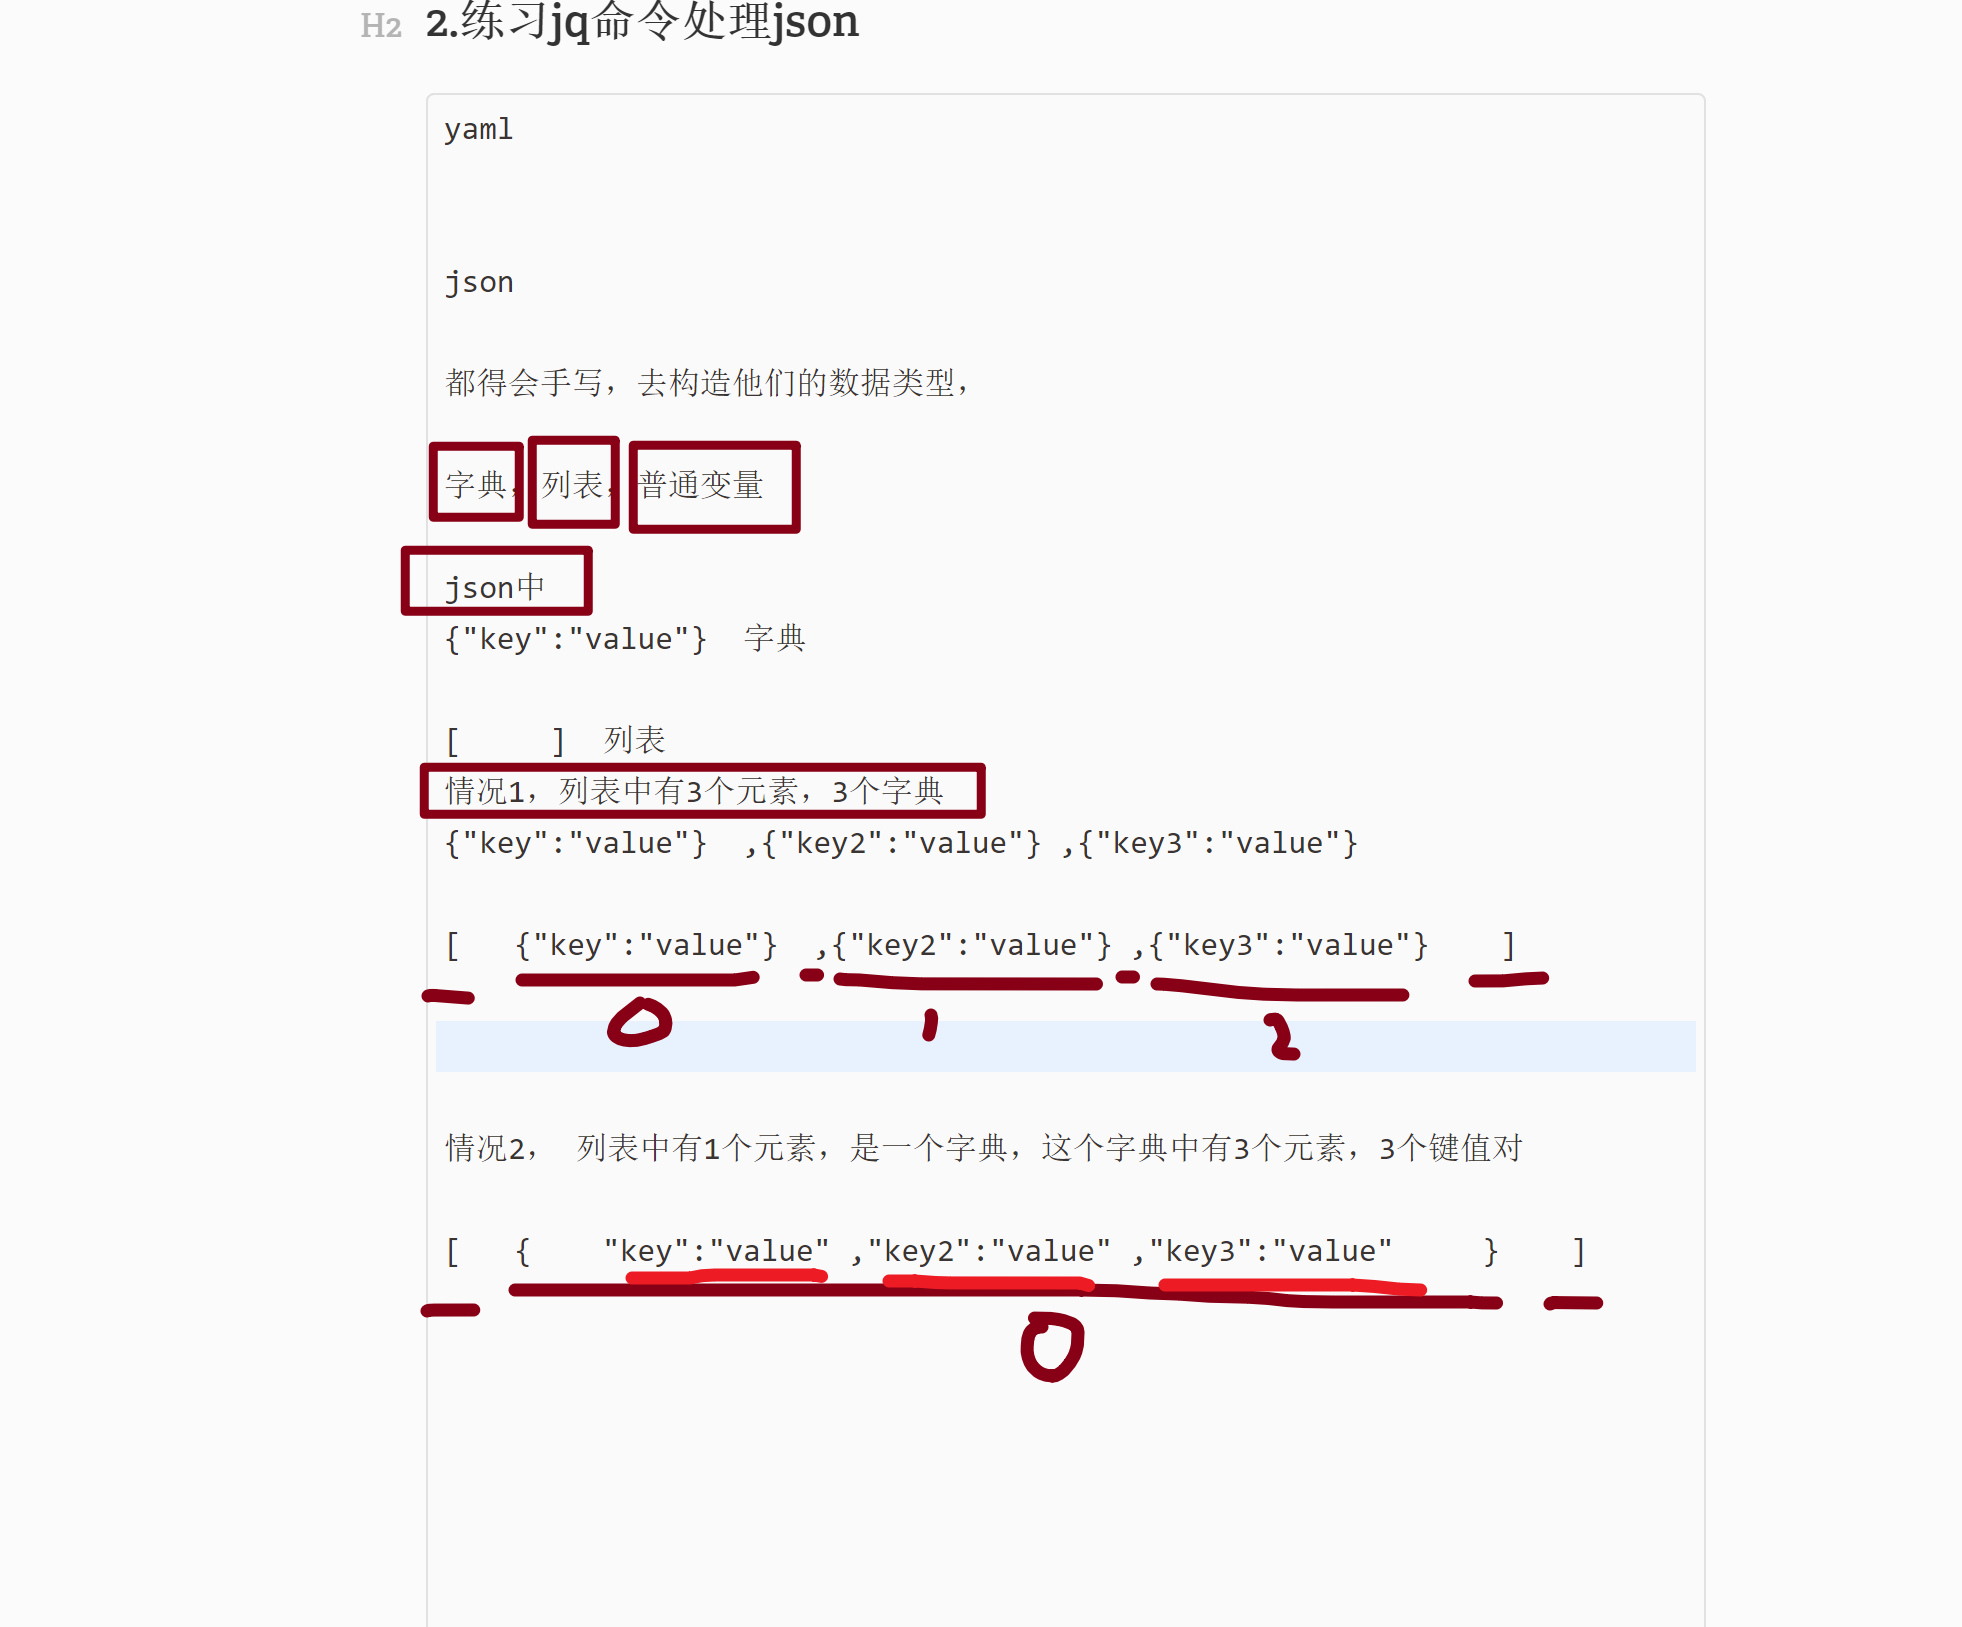 H2 2.练习jq命令处理json
yaml
json
都得会手写，去构造他们的数据类型，
字典，列表，普通变量
json中
{"key":"value"}  字典
[     ]  列表
情况1，列表中有3个元素，3个字典
{"key":"value"}  ,{"key2":"value"} ,{"key3":"value"}
[   {"key":"value"}  ,{"key2":"value"} ,{"key3":"value"}    ]
0 1 2
情况2， 列表中有1个元素，是一个字典，这个字典中有3个元素，3个键值对
[   {    "key":"value" ,"key2":"value" ,"key3":"value"     }    ]
0